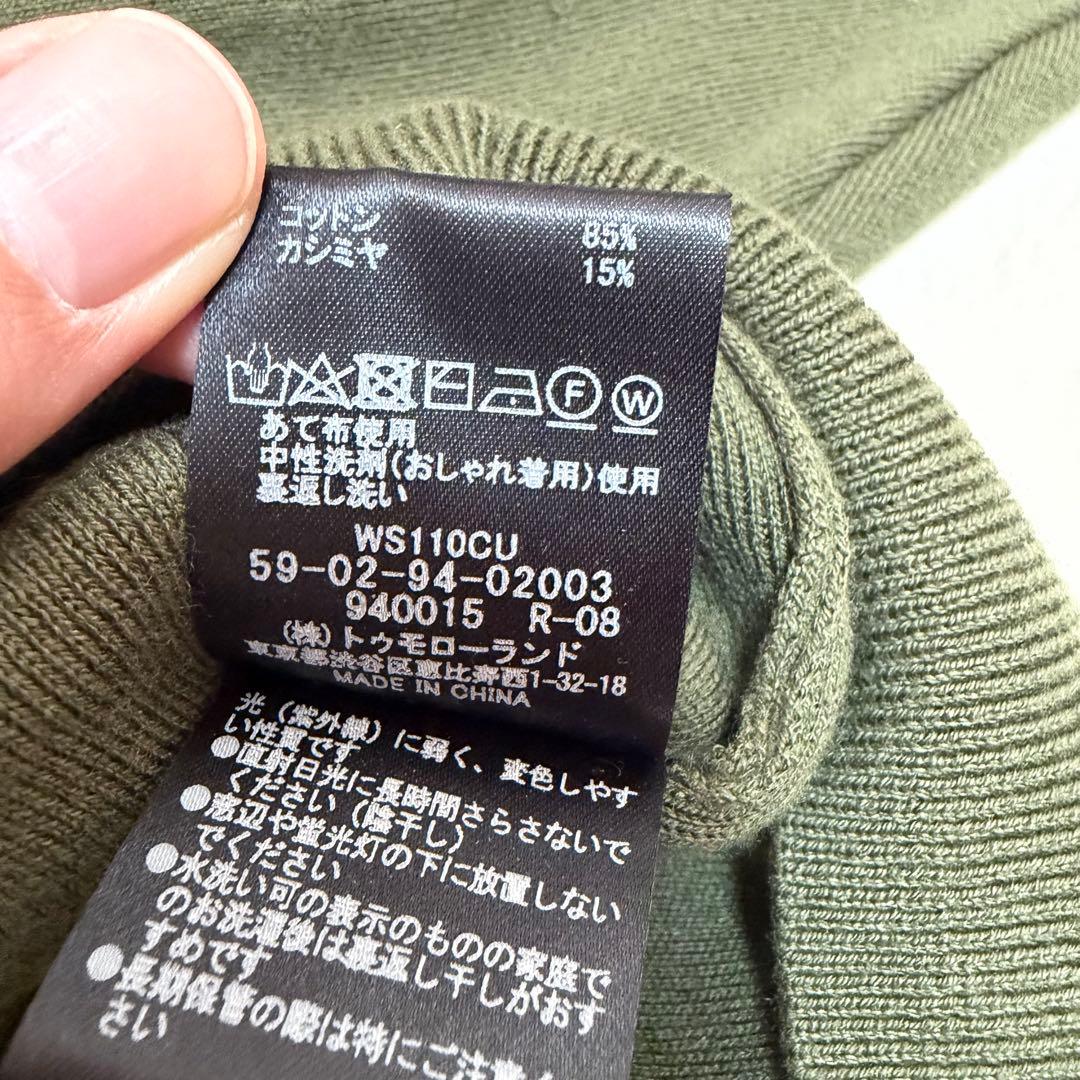 コットン 85%
カシミヤ 15%
F W
あて布使用
中性洗剤(おしゃれ着用)使用
裏返し洗い
WS110CU
59-02-94-02003
940015 R-08
(株)トゥモローランド
東京都渋谷区恵比寿西1-32-18
MADE IN CHINA
光(紫外線)に弱く、変色しやす
い性質です
●直射日光に長時間さらさないで
ください(陰干し)
●窓辺や蛍光灯の下に放置しない
でください
●水洗い可の表示のものの家庭で
のお洗濯後は裏返し干しがおす
すめです
●長期保管の際は特にご注意
さい